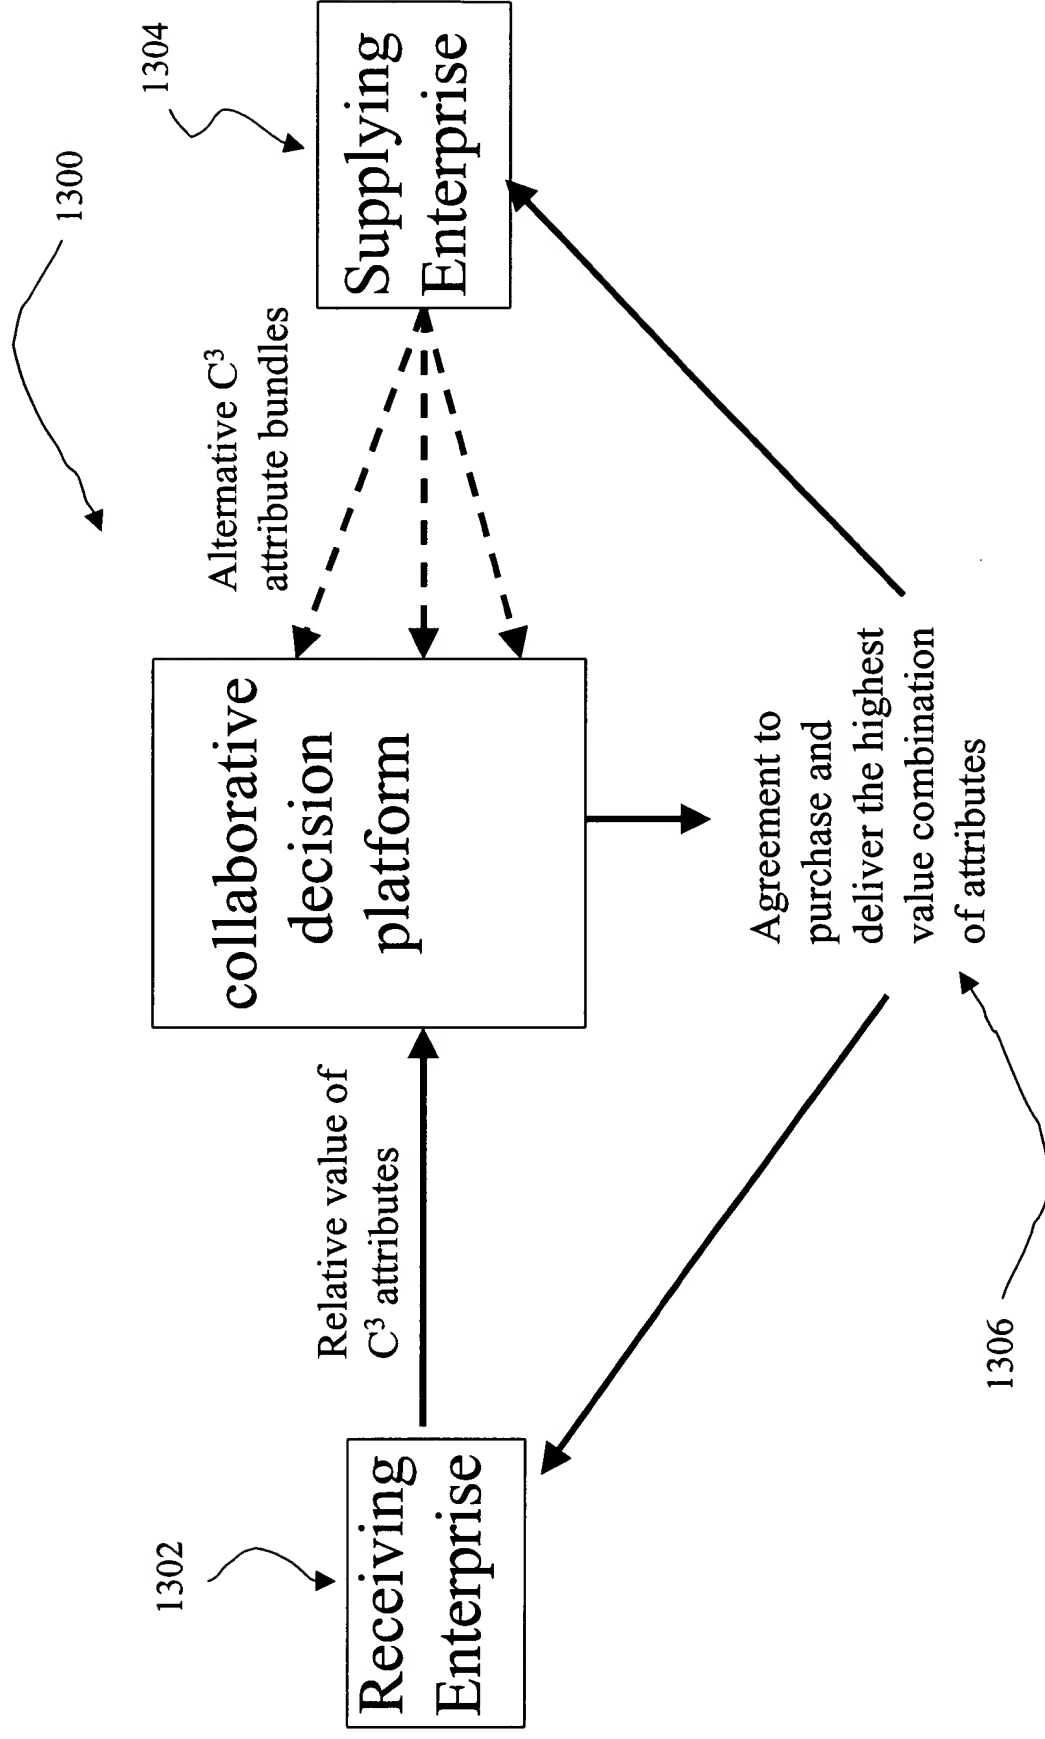 1300
1302
1304
Receiving
Enterprise
Relative value of
C³ attributes
collaborative
decision
platform
Alternative C³
attribute bundles
Supplying
Enterprise
Agreement to
purchase and
deliver the highest
value combination
of attributes
1306